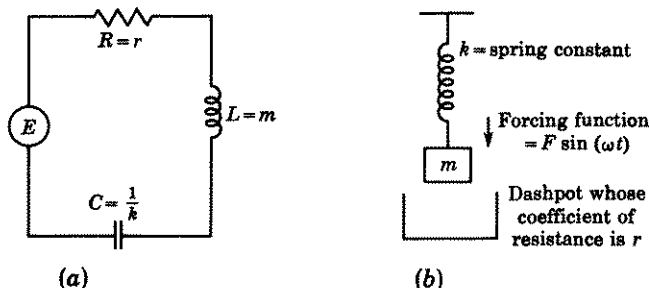 R = r
E
L = m
C = 1/k
(a)
k = spring constant
Forcing function
= F sin (ωt)
m
Dashpot whose
coefficient of
resistance is r
(b)